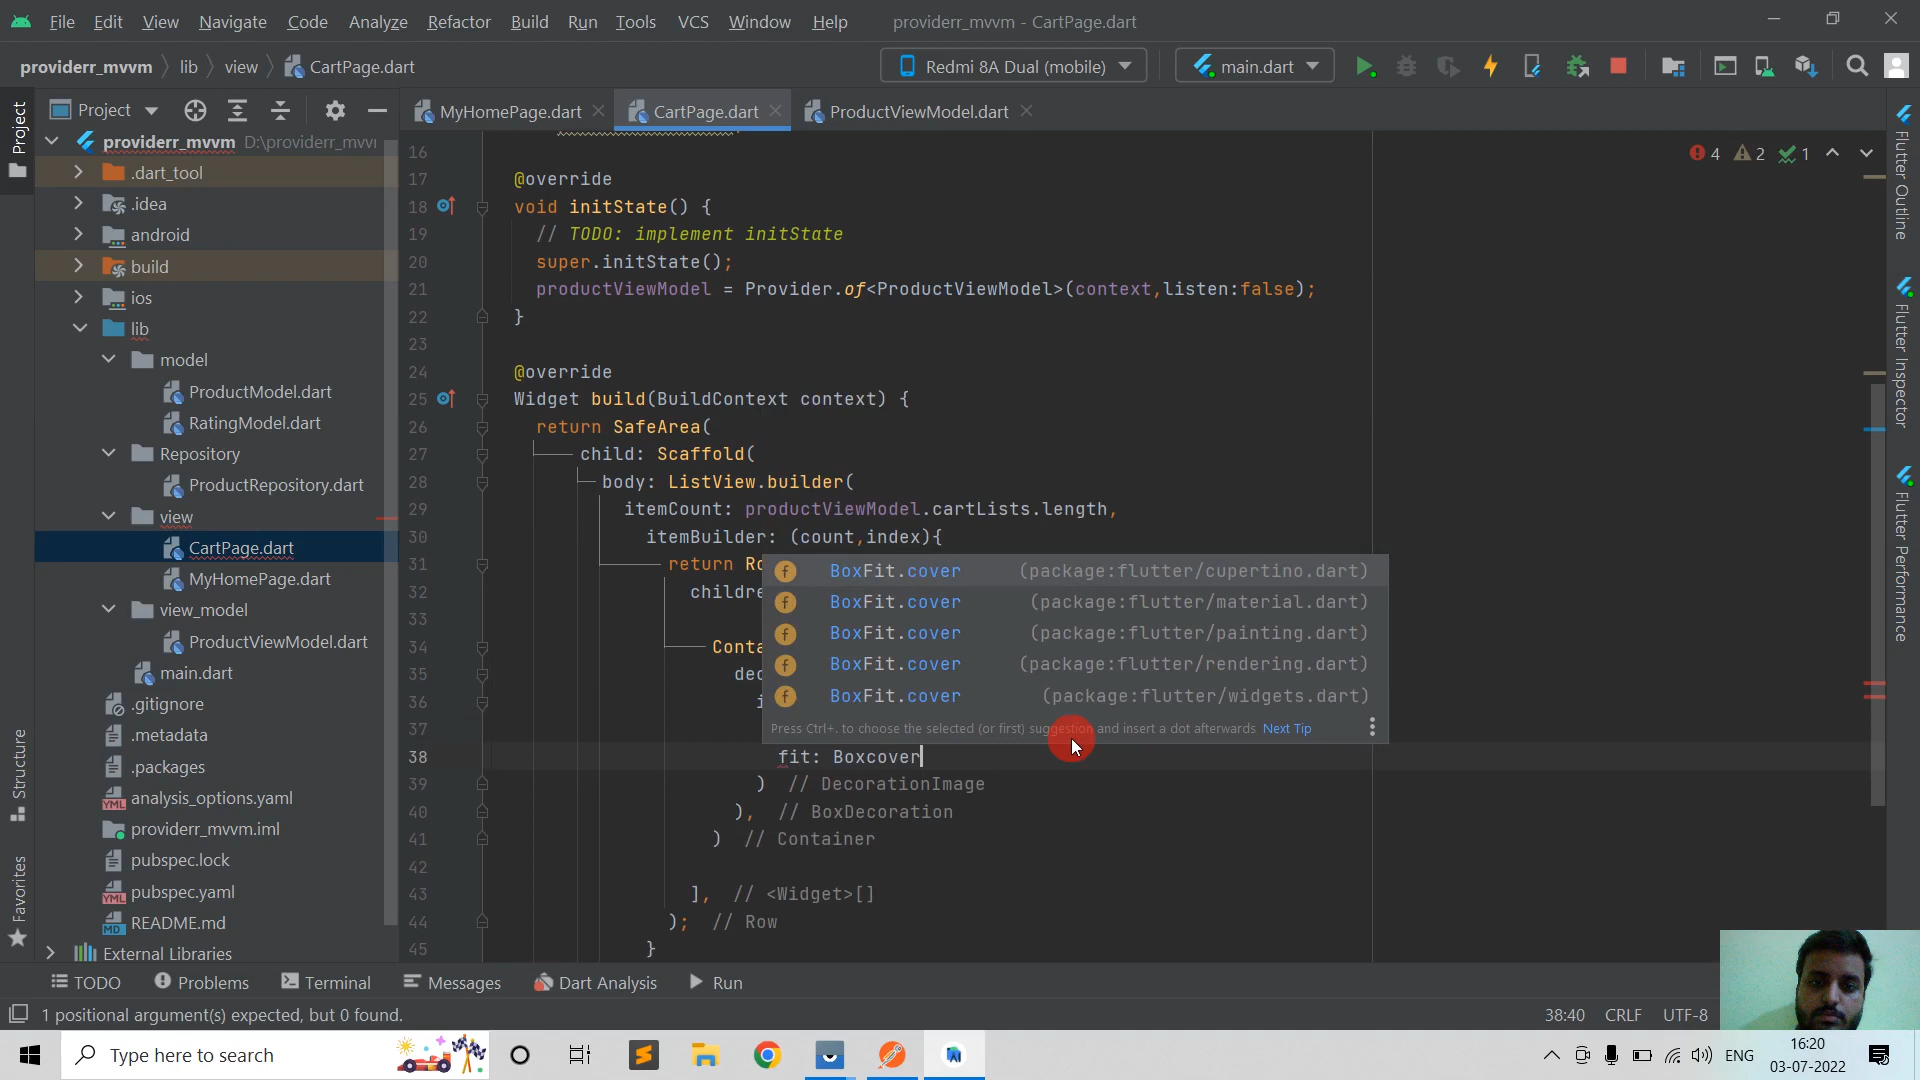 File Edit View Navigate Code Analyze Refactor Build Run Tools VCS Window Help providerr_mvvm - CartPage.dart
providerr_mvvm lib view CartPage.dart Redmi 8A Dual (mobile) main.dart
Project MyHomePage.dart CartPage.dart ProductViewModel.dart
Project
providerr_mvvm D:\providerr_mvvı
.dart_tool
.idea
android
build
ios
lib
model
ProductModel.dart
RatingModel.dart
Repository
ProductRepository.dart
view
CartPage.dart
MyHomePage.dart
view_model
ProductViewModel.dart
main.dart
.gitignore
.metadata
.packages
analysis_options.yaml
providerr_mvvm.iml
pubspec.lock
pubspec.yaml
README.md
External Libraries
Structure
Favorites
4 2 1
16
17 @override
18 void initState() {
19 // TODO: implement initState
20 super.initState();
21 productViewModel = Provider.of<ProductViewModel>(context,listen:false);
22 }
23
24 @override
25 Widget build(BuildContext context) {
26 return SafeArea(
27 child: Scaffold(
28 body: ListView.builder(
29 itemCount: productViewModel.cartLists.length,
30 itemBuilder: (count,index){
31 return Ro
32 childre
33
34 Conta
35 dec
36 i
37
38 fit: Boxcover
39 ) // DecorationImage
40 ), // BoxDecoration
41 ) // Container
42
43 ], // <Widget>[]
44 ); // Row
45 }
BoxFit.cover (package:flutter/cupertino.dart)
BoxFit.cover (package:flutter/material.dart)
BoxFit.cover (package:flutter/painting.dart)
BoxFit.cover (package:flutter/rendering.dart)
BoxFit.cover (package:flutter/widgets.dart)
Press Ctrl+. to choose the selected (or first) suggestion and insert a dot afterwards Next Tip
Flutter Outline
Flutter Inspector
Flutter Performance
TODO Problems Terminal Messages Dart Analysis Run
1 positional argument(s) expected, but 0 found. 38:40 CRLF UTF-8
Type here to search
ENG
16:20
03-07-2022